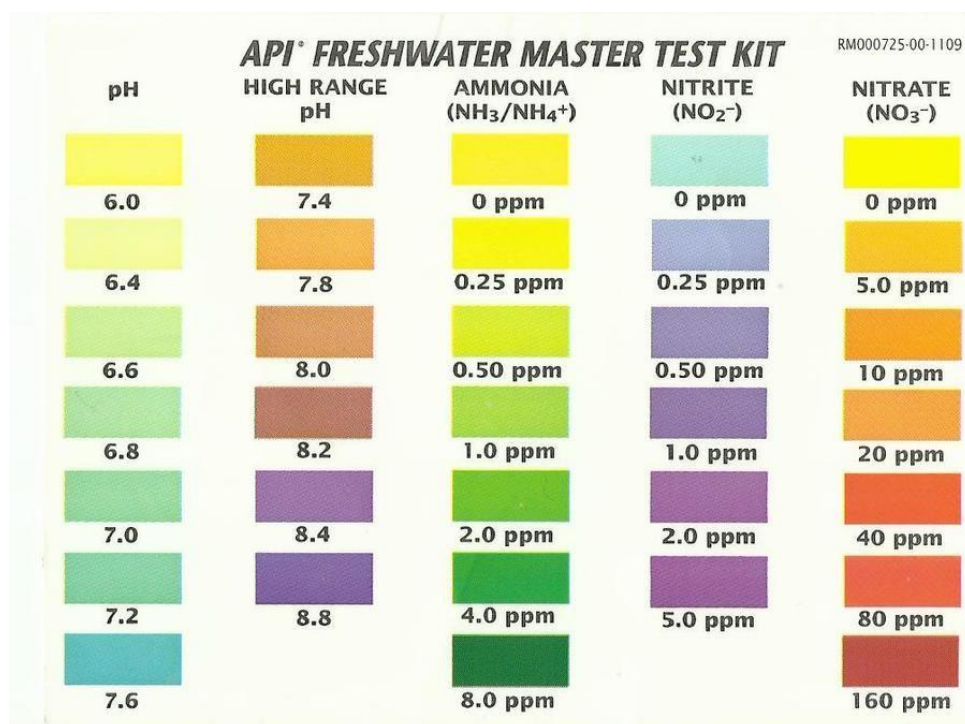 API® FRESHWATER MASTER TEST KIT
RM000725-00-1109
pH
HIGH RANGE
pH
AMMONIA
(NH₃/NH₄⁺)
NITRITE
(NO₂⁻)
NITRATE
(NO₃⁻)
6.0 7.4 0 ppm 0 ppm 0 ppm
6.4 7.8 0.25 ppm 0.25 ppm 5.0 ppm
6.6 8.0 0.50 ppm 0.50 ppm 10 ppm
6.8 8.2 1.0 ppm 1.0 ppm 20 ppm
7.0 8.4 2.0 ppm 2.0 ppm 40 ppm
7.2 8.8 4.0 ppm 5.0 ppm 80 ppm
7.6 8.0 ppm 160 ppm